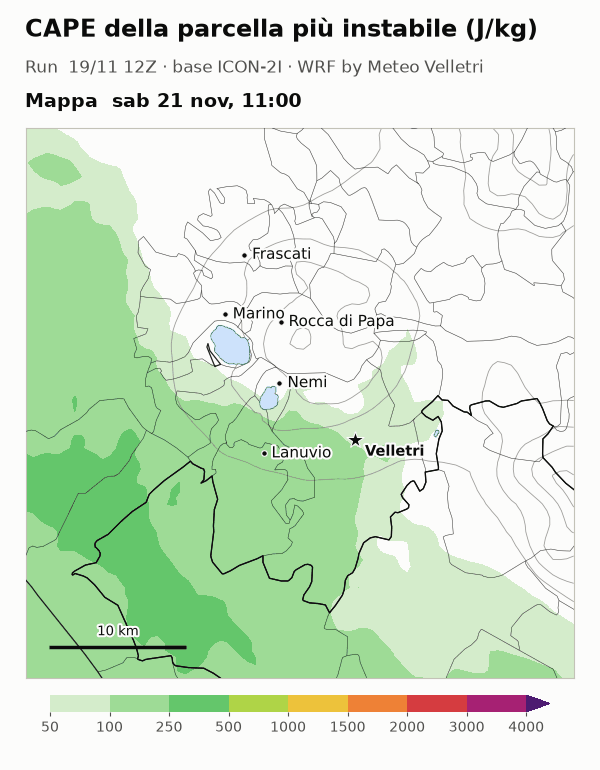 CAPE della parcella più instabile (J/kg)
Run  19/11 12Z · base ICON-2I · WRF by Meteo Velletri
Mappa  sab 21 nov, 11:00
Frascati
Marino
Rocca di Papa
Nemi
Velletri
Lanuvio
10 km
50 100 250 500 1000 1500 2000 3000 4000